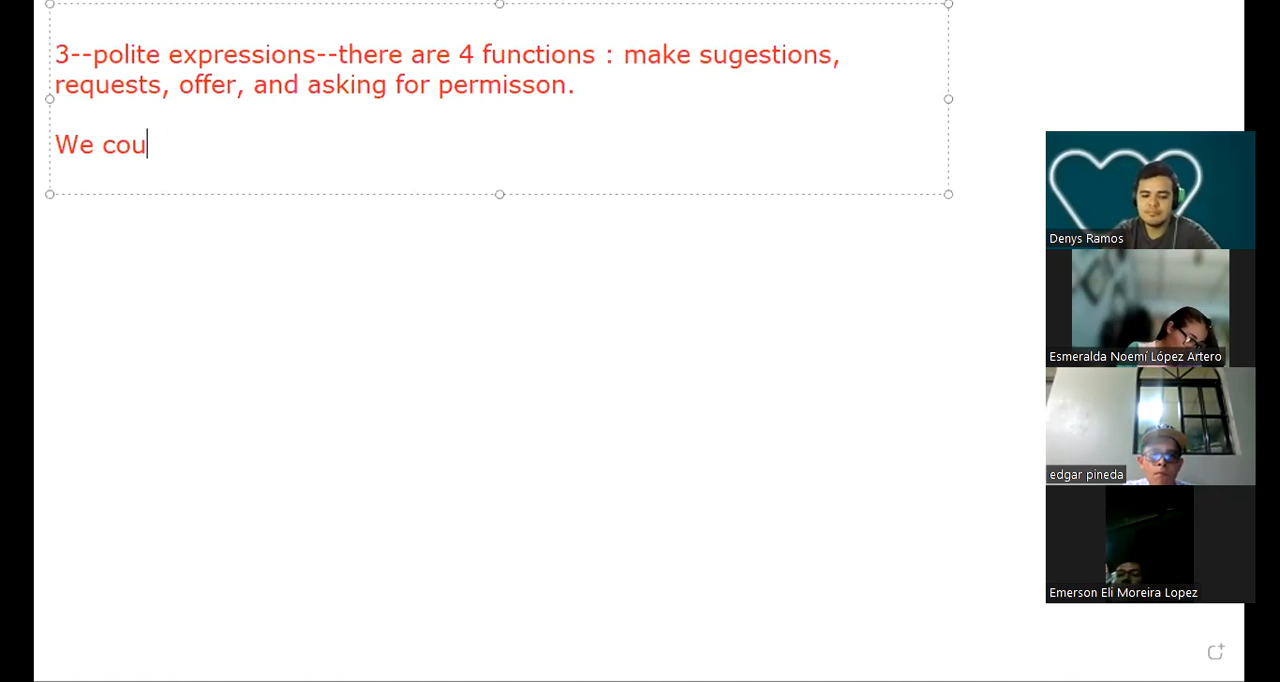 3--polite expressions--there are 4 functions : make sugestions,
requests, offer, and asking for permisson.
We cou
Denys Ramos
Esmeralda Noemí López Artero
edgar pineda
Emerson Eli Moreira Lopez